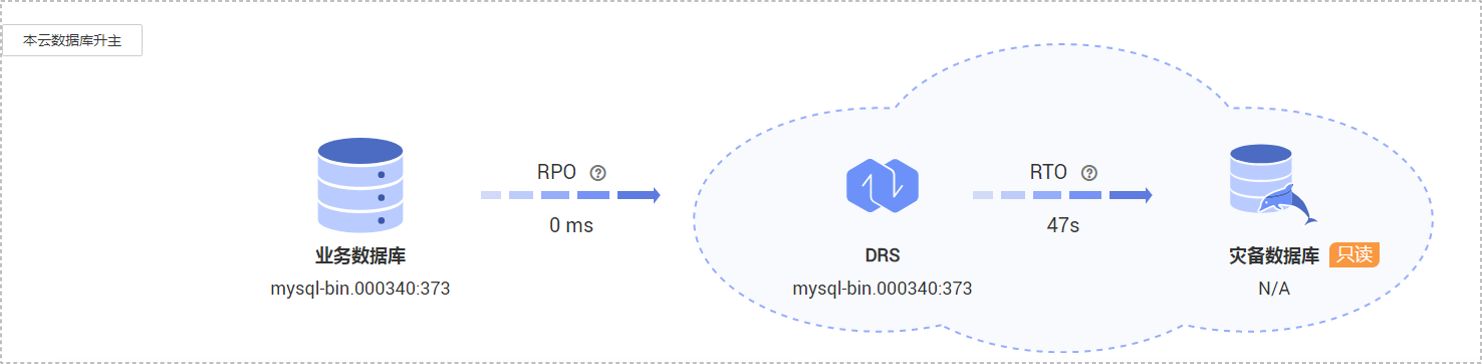 本云数据库升主
RPO ?
0 ms
RTO ?
47s
业务数据库
mysql-bin.000340:373
DRS
mysql-bin.000340:373
灾备数据库 只读
N/A